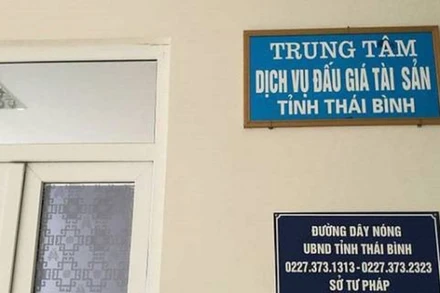 TRUNG TÂM
DỊCH VỤ ĐẤU GIÁ TÀI SẢN
TỈNH THÁI BÌNH
ĐƯỜNG DÂY NÓNG
UBND TỈNH THÁI BÌNH
0227.373.1313 - 0227.373.2323
SỞ TƯ PHÁP